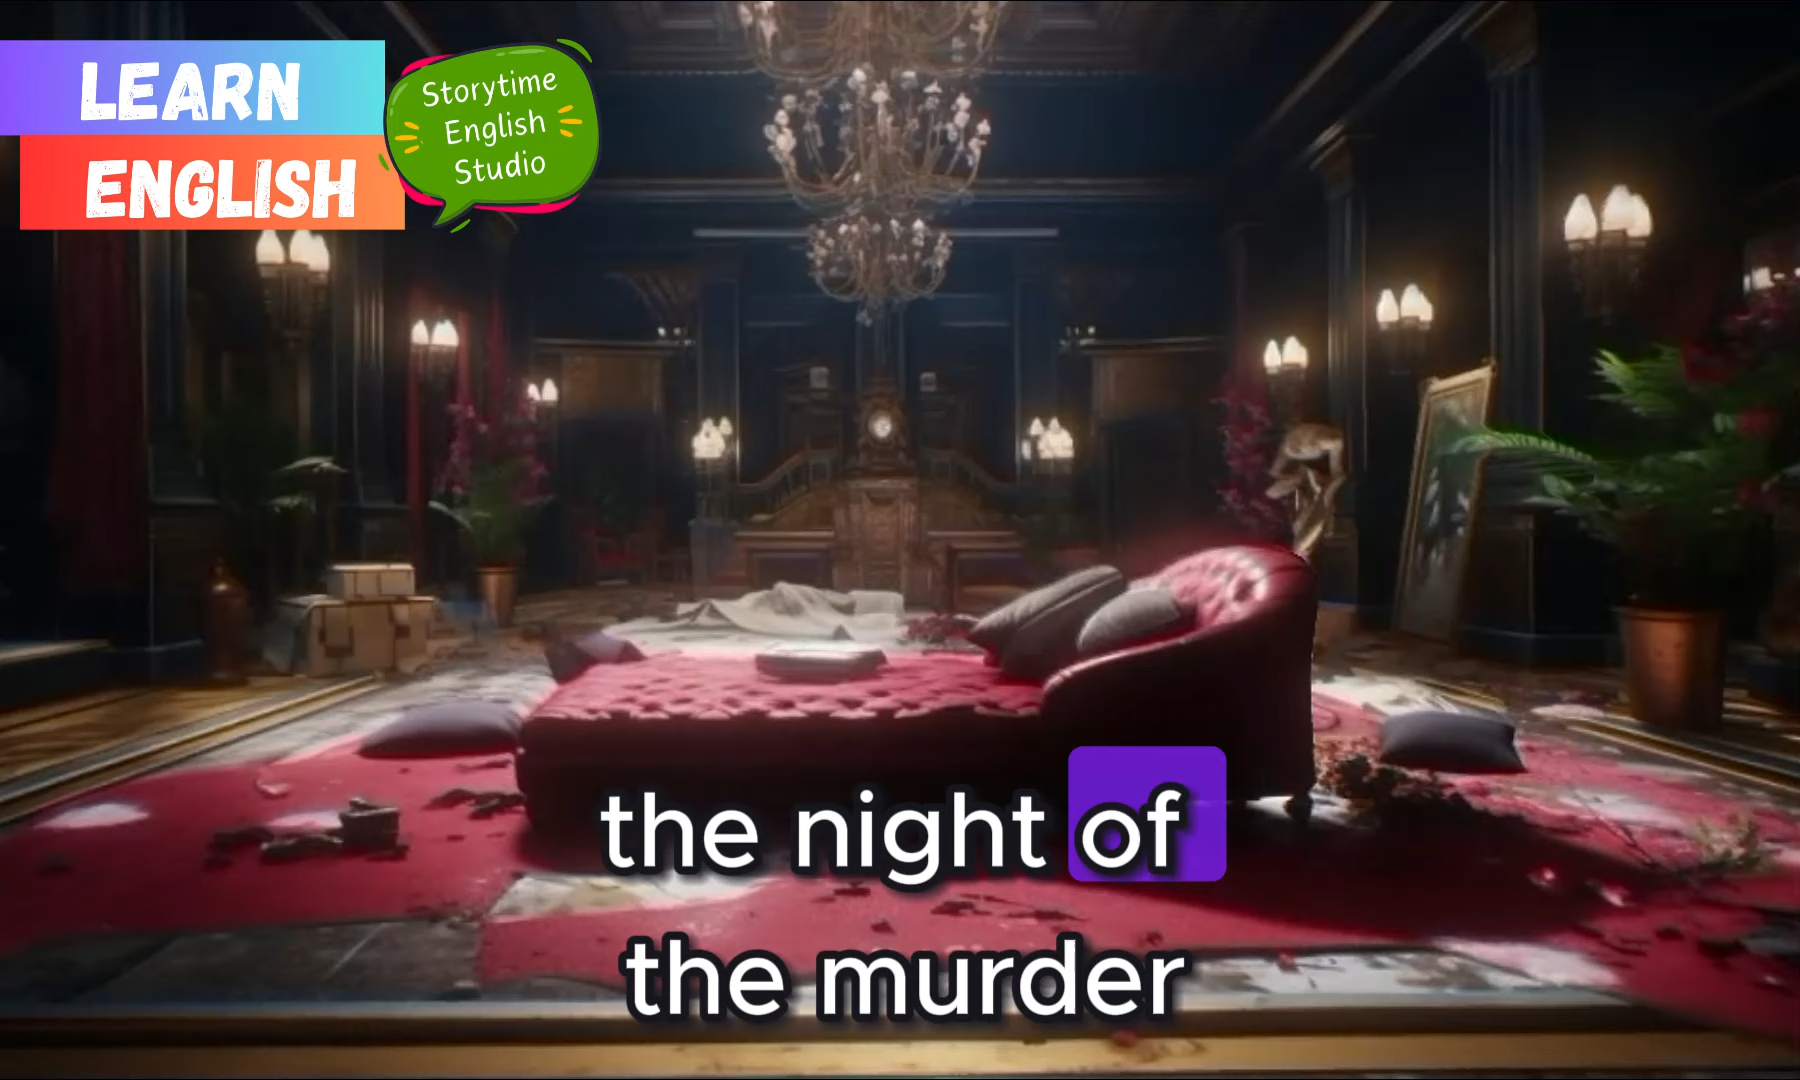 LEARN
ENGLISH
Storytime
English
Studio
the night of
the murder